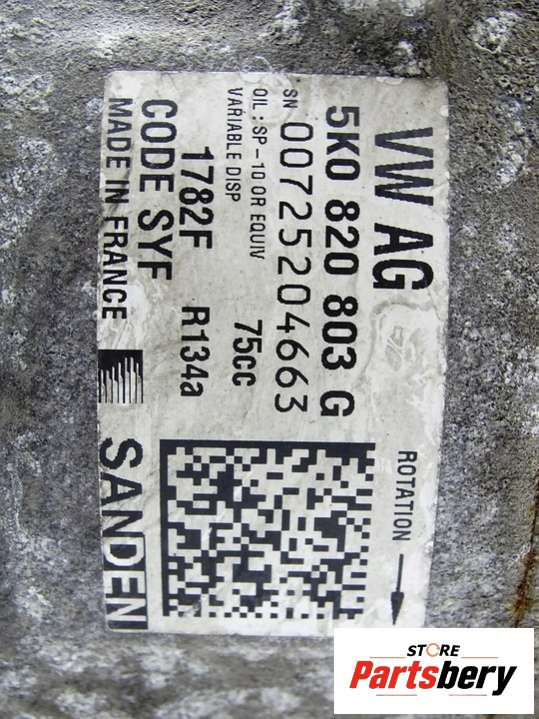 VW AG
5K0 820 803 G
SN 00725204663
OIL : SP-10 OR EQUIV 75CC
VARIABLE DISP
1782F R134a
CODE SYF
MADE IN FRANCE
SANDEN
ROTATION
STORE
Partsbery